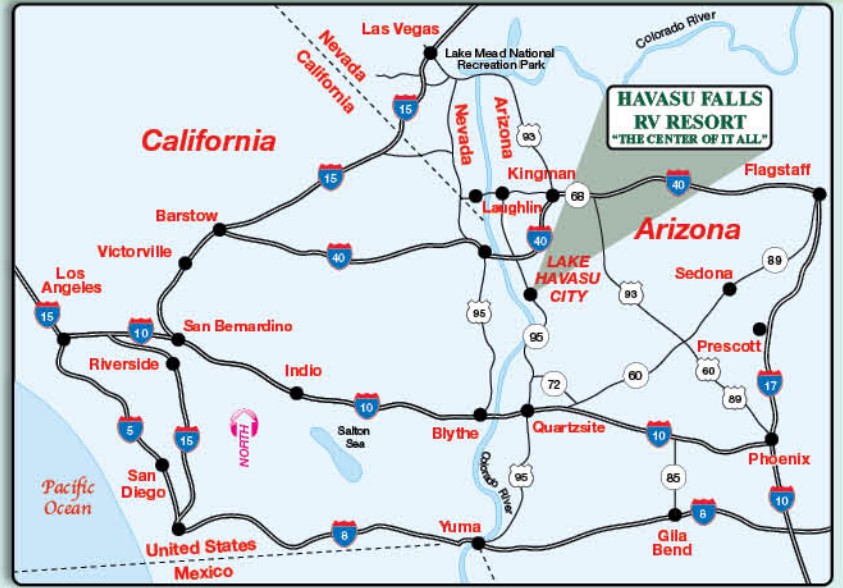 Las Vegas
Nevada
California
Lake Mead National
Recreation Park
Colorado River
HAVASU FALLS
RV RESORT
"THE CENTER OF IT ALL"
15
California
Nevada
Arizona
93
15
Kingman
68
40
Flagstaff
Laughlin
Barstow
40
Arizona
Victorville
40
LAKE
HAVASU
CITY
89
Sedona
Los
Angeles
93
15
95
10
San Bernardino
95
Prescott
Riverside
Indio
72
60
60
17
89
10
5
15
NORTH
Salton
Sea
Blythe
Quartzsite
10
Phoenix
San
Diego
Colorado River
95
85
Pacific
Ocean
10
8
8
Yuma
Gila
Bend
United States
Mexico